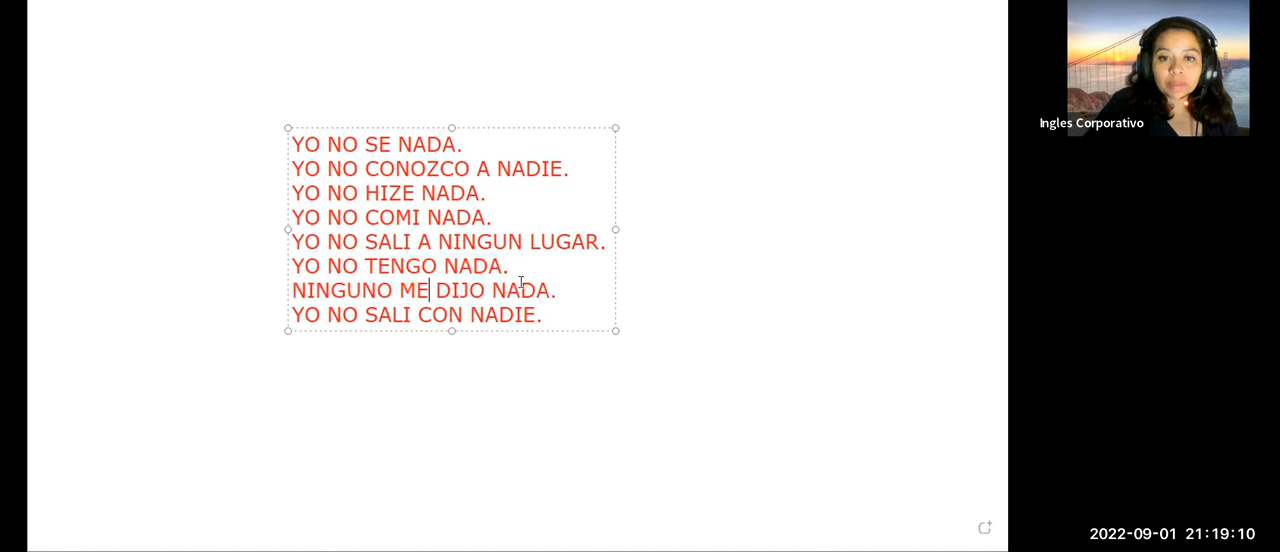 YO NO SE NADA.
YO NO CONOZCO A NADIE.
YO NO HIZE NADA.
YO NO COMI NADA.
YO NO SALI A NINGUN LUGAR.
YO NO TENGO NADA.
NINGUNO ME DIJO NADA.
YO NO SALI CON NADIE.
Ingles Corporativo
2022-09-01 21:19:10